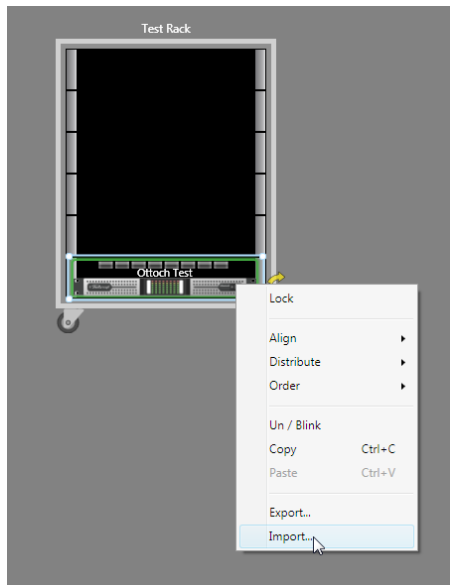 Test Rack
Ottoch Test
Lock
Align
Distribute
Order
Un / Blink
Copy Ctrl+C
Paste Ctrl+V
Export...
Import...